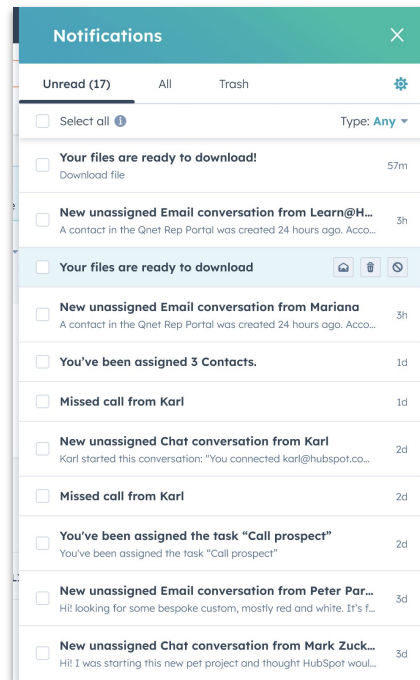 Notifications
Unread (17)
All
Trash
Select all
Type: Any
Your files are ready to download!
Download file
57m
New unassigned Email conversation from Learn@H...
A contact in the Qnet Rep Portal was created 24 hours ago. Acco...
3h
Your files are ready to download
New unassigned Email conversation from Mariana
A contact in the Qnet Rep Portal was created 24 hours ago. Acco...
3h
You’ve been assigned 3 Contacts.
1d
Missed call from Karl
1d
New unassigned Chat conversation from Karl
Karl started this conversation: "You connected karl@hubspot.co...
2d
Missed call from Karl
2d
You've been assigned the task “Call prospect”
You've been assigned the task “Call prospect”
2d
New unassigned Email conversation from Peter Par...
Hi! looking for some bespoke custom, mostly red and white. It’s f...
3d
New unassigned Chat conversation from Mark Zuck...
Hi! I was starting this new pet project and thought HubSpot woul...
3d